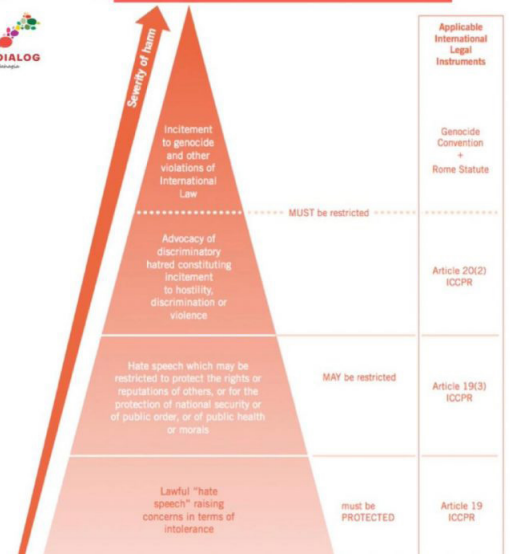 DIALOG
Severity of harm
Applicable
International
Legal
Instruments
Incitement
to genocide
and other
violations of
International
Law
Genocide
Convention
+
Rome Statute
MUST be restricted
Advocacy of
discriminatory
hatred constituting
incitement
to hostility,
discrimination or
violence
Article 20(2)
ICCPR
Hate speech which may be
restricted to protect the rights or
reputations of others, or for the
protection of national security or
of public order, or of public health
or morals
MAY be restricted
Article 19(3)
ICCPR
Lawful "hate
speech" raising
concerns in terms of
intolerance
must be
PROTECTED
Article 19
ICCPR